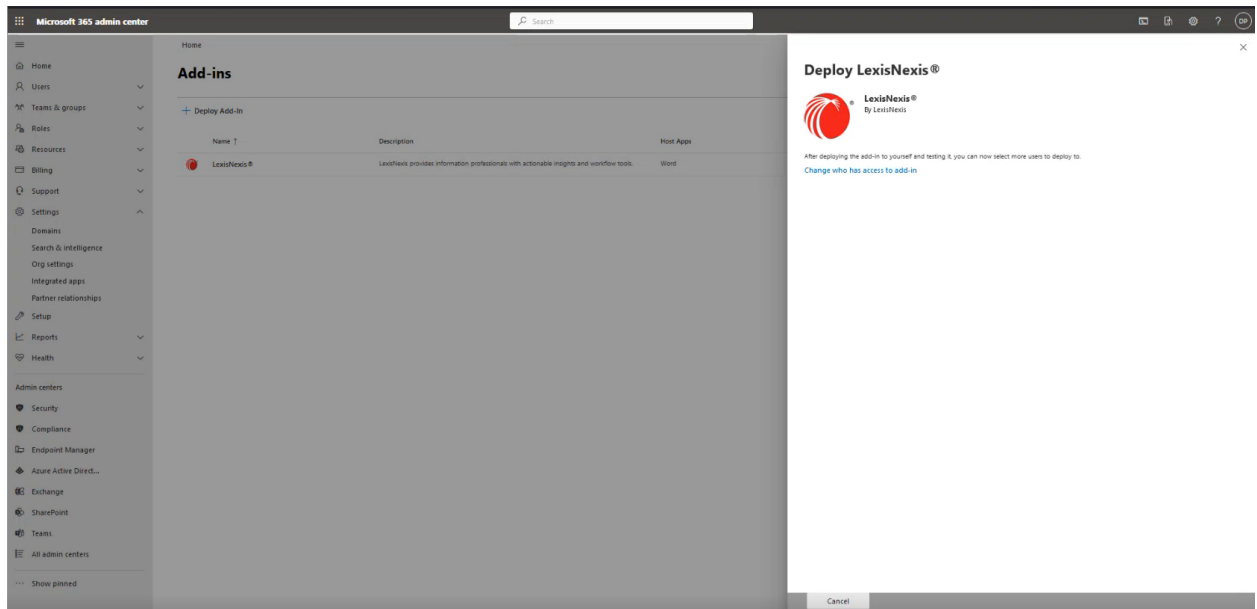 Microsoft 365 admin center
Search
?
DP
Home
Users
Teams & groups
Roles
Resources
Billing
Support
Settings
Domains
Search & intelligence
Org settings
Integrated apps
Partner relationships
Setup
Reports
Health
Admin centers
Security
Compliance
Endpoint Manager
Azure Active Direct...
Exchange
SharePoint
Teams
All admin centers
Show pinned
Home
Add-ins
Deploy Add-In
Name ↑ Description Host Apps
LexisNexis® LexisNexis provides information professionals with actionable insights and workflow tools. Word
Deploy LexisNexis®
LexisNexis®
By LexisNexis
After deploying the add-in to yourself and testing it, you can now select more users to deploy to.
Change who has access to add-in
Cancel